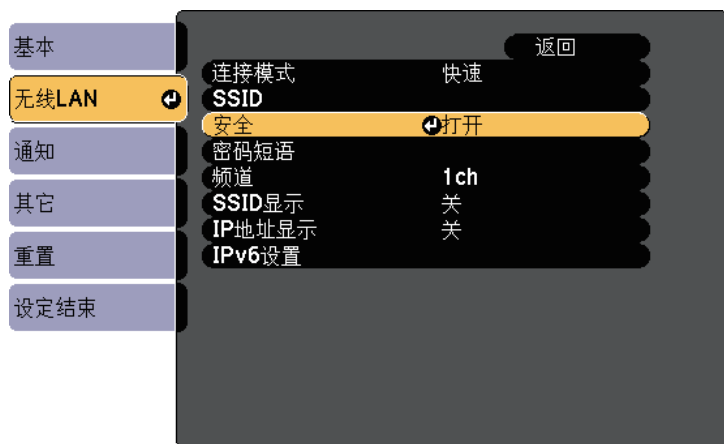 基本
无线LAN
通知
其它
重置
设定结束
返回
连接模式 快速
SSID
安全 打开
密码短语
频道 1ch
SSID显示 关
IP地址显示 关
IPv6设置